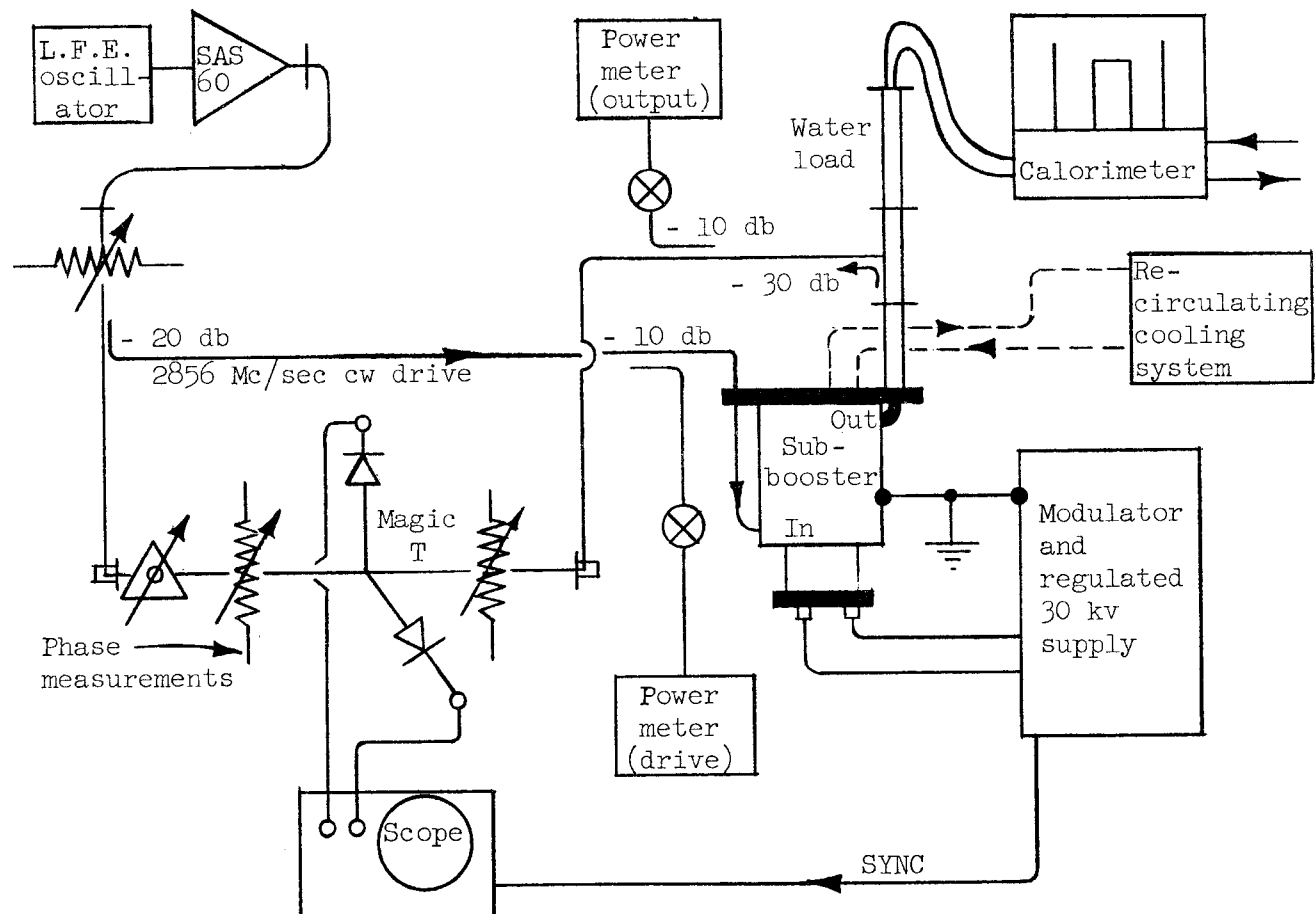 L.F.E.
oscill-
ator
SAS
60
Power
meter
(output)
Water
load
Calorimeter
- 10 db
- 30 db
Re-
circulating
cooling
system
- 20 db
2856 Mc/sec cw drive
- 10 db
Out
Sub-
booster
In
Magic
T
Modulator
and
regulated
30 kv
supply
Phase
measurements
Power
meter
(drive)
Scope
SYNC